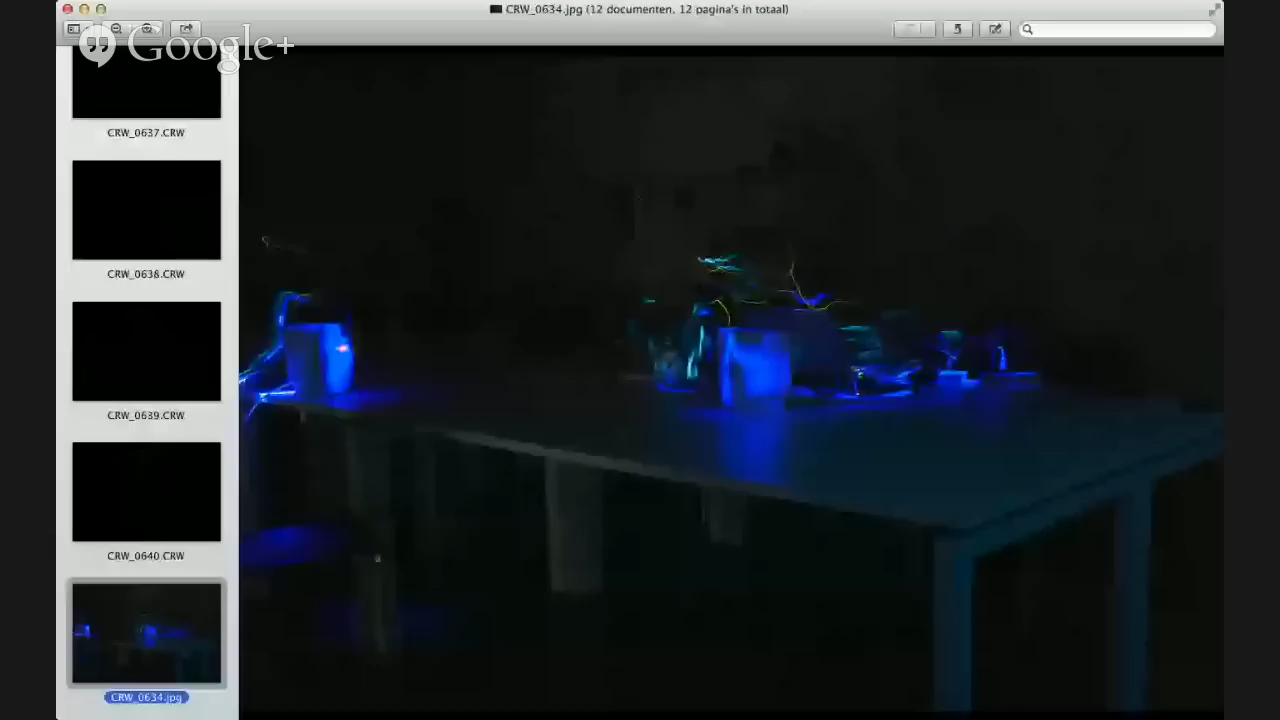 CRW_0634.jpg (12 documenten, 12 pagina's in totaal)
Google+
CRW_0637.CRW
CRW_0638.CRW
CRW_0639.CRW
CRW_0640.CRW
CRW_0634.jpg